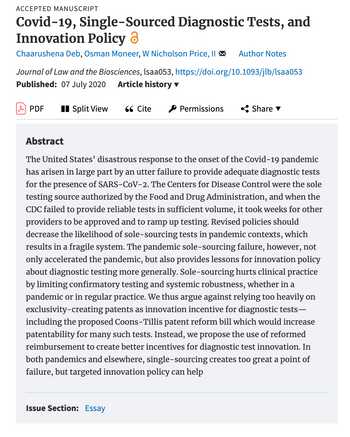 ACCEPTED MANUSCRIPT
Covid-19, Single-Sourced Diagnostic Tests, and
Innovation Policy
Chaarushena Deb, Osman Moneer, W Nicholson Price, II Author Notes
Journal of Law and the Biosciences, lsaa053, https://doi.org/10.1093/jlb/lsaa053
Published: 07 July 2020 Article history ▾
PDF Split View Cite Permissions Share ▾
Abstract
The United States’ disastrous response to the onset of the Covid-19 pandemic
has arisen in large part by an utter failure to provide adequate diagnostic tests
for the presence of SARS-CoV-2. The Centers for Disease Control were the sole
testing source authorized by the Food and Drug Administration, and when the
CDC failed to provide reliable tests in sufficient volume, it took weeks for other
providers to be approved and to ramp up testing. Revised policies should
decrease the likelihood of sole-sourcing tests in pandemic contexts, which
results in a fragile system. The pandemic sole-sourcing failure, however, not
only accelerated the pandemic, but also provides lessons for innovation policy
about diagnostic testing more generally. Sole-sourcing hurts clinical practice
by limiting confirmatory testing and systemic robustness, whether in a
pandemic or in regular practice. We thus argue against relying too heavily on
exclusivity-creating patents as innovation incentive for diagnostic tests—
including the proposed Coons-Tillis patent reform bill which would increase
patentability for many such tests. Instead, we propose the use of reformed
reimbursement to create better incentives for diagnostic test innovation. In
both pandemics and elsewhere, single-sourcing creates too great a point of
failure, but targeted innovation policy can help
Issue Section: Essay